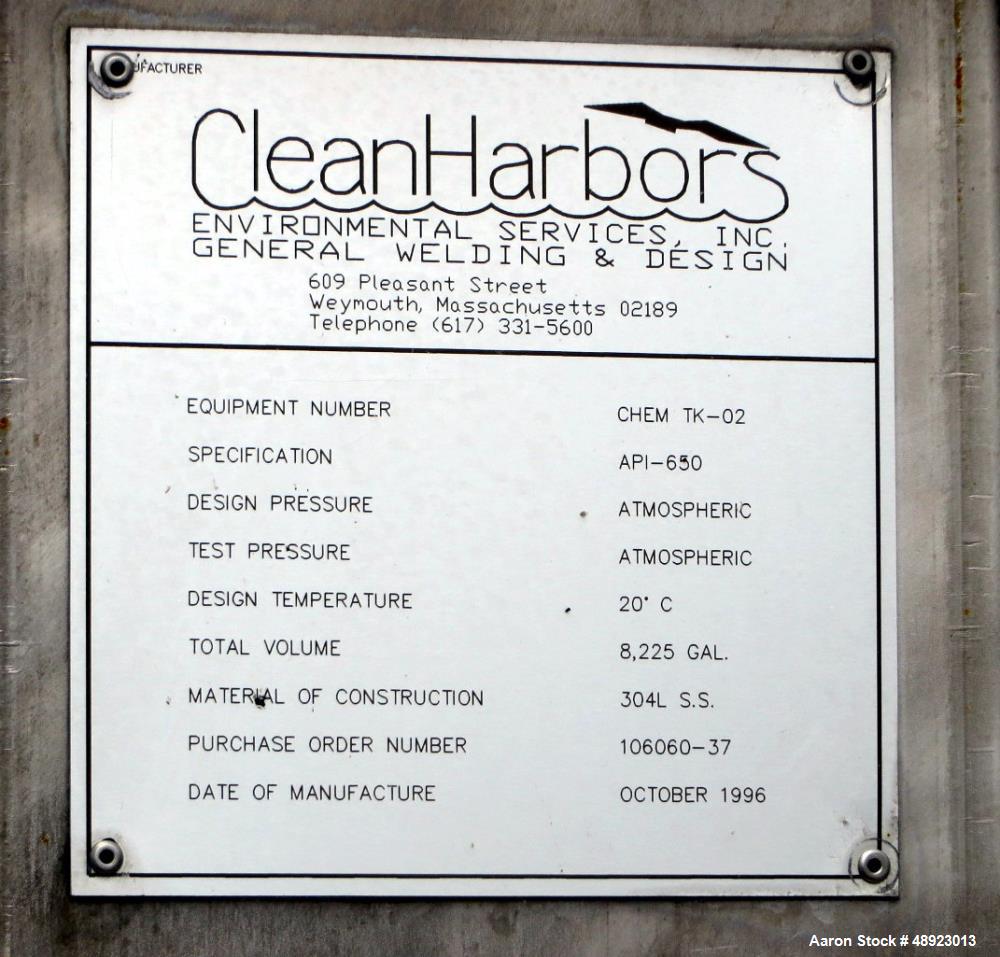 UFACTURER
CleanHarbors
ENVIRONMENTAL SERVICES, INC.
GENERAL WELDING & DESIGN
609 Pleasant Street
Weymouth, Massachusetts 02189
Telephone (617) 331-5600
EQUIPMENT NUMBER CHEM TK-02
SPECIFICATION API-650
DESIGN PRESSURE ATMOSPHERIC
TEST PRESSURE ATMOSPHERIC
DESIGN TEMPERATURE 20° C
TOTAL VOLUME 8,225 GAL.
MATERIAL OF CONSTRUCTION 304L S.S.
PURCHASE ORDER NUMBER 106060-37
DATE OF MANUFACTURE OCTOBER 1996
Aaron Stock # 48923013